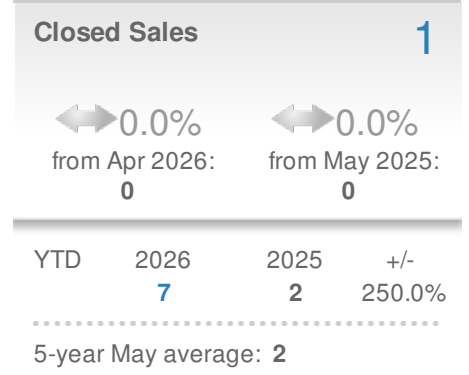 Closed Sales 1
0.0% 0.0%
from Apr 2026: from May 2025:
0 0
YTD 2026 2025 +/-
7 2 250.0%
5-year May average: 2